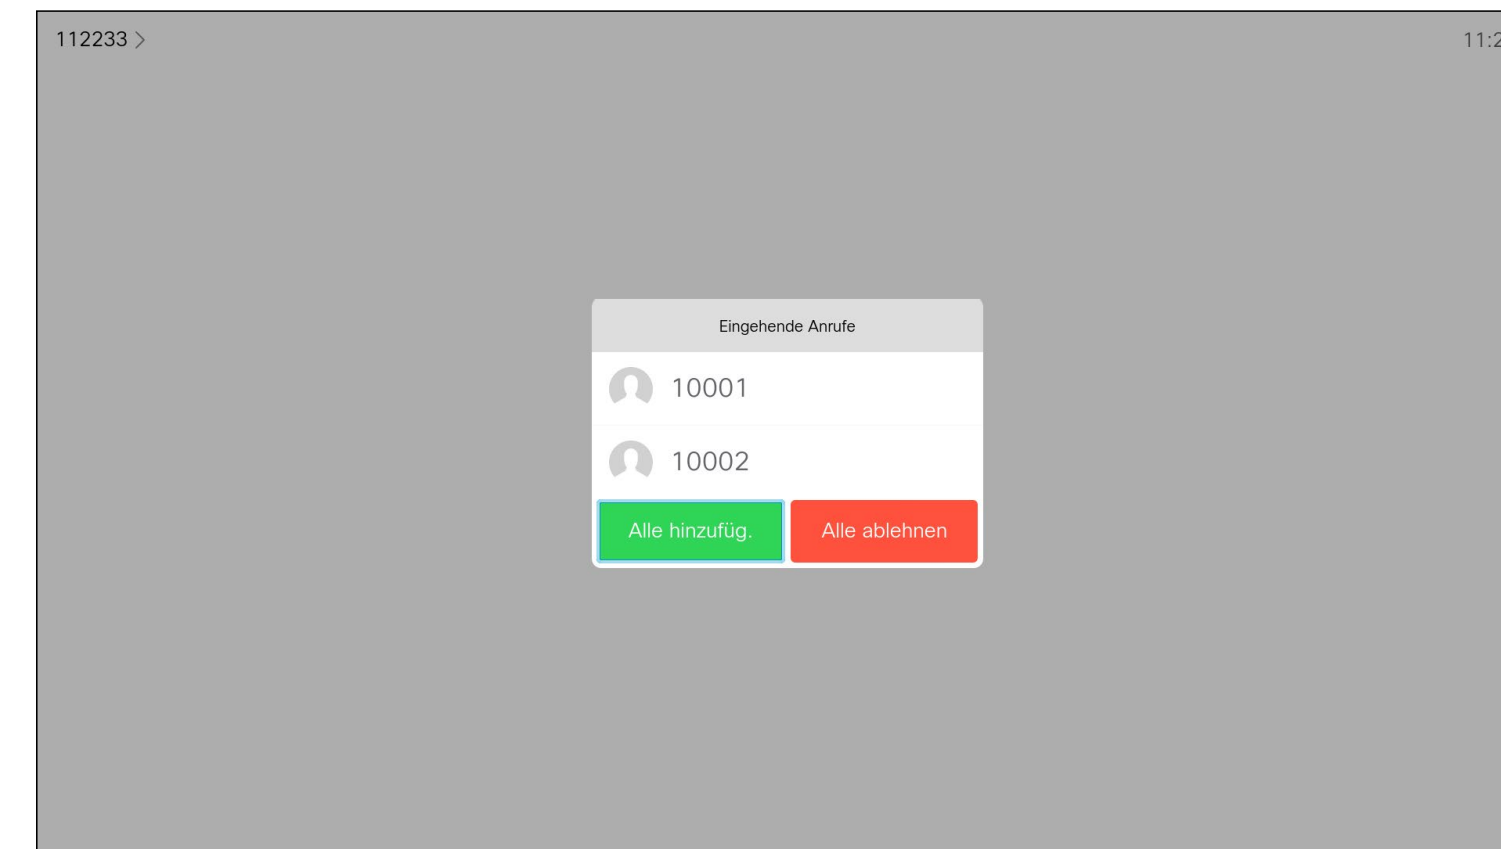 112233 >
Eingehende Anrufe
10001
10002
Alle hinzufüg. Alle ablehnen